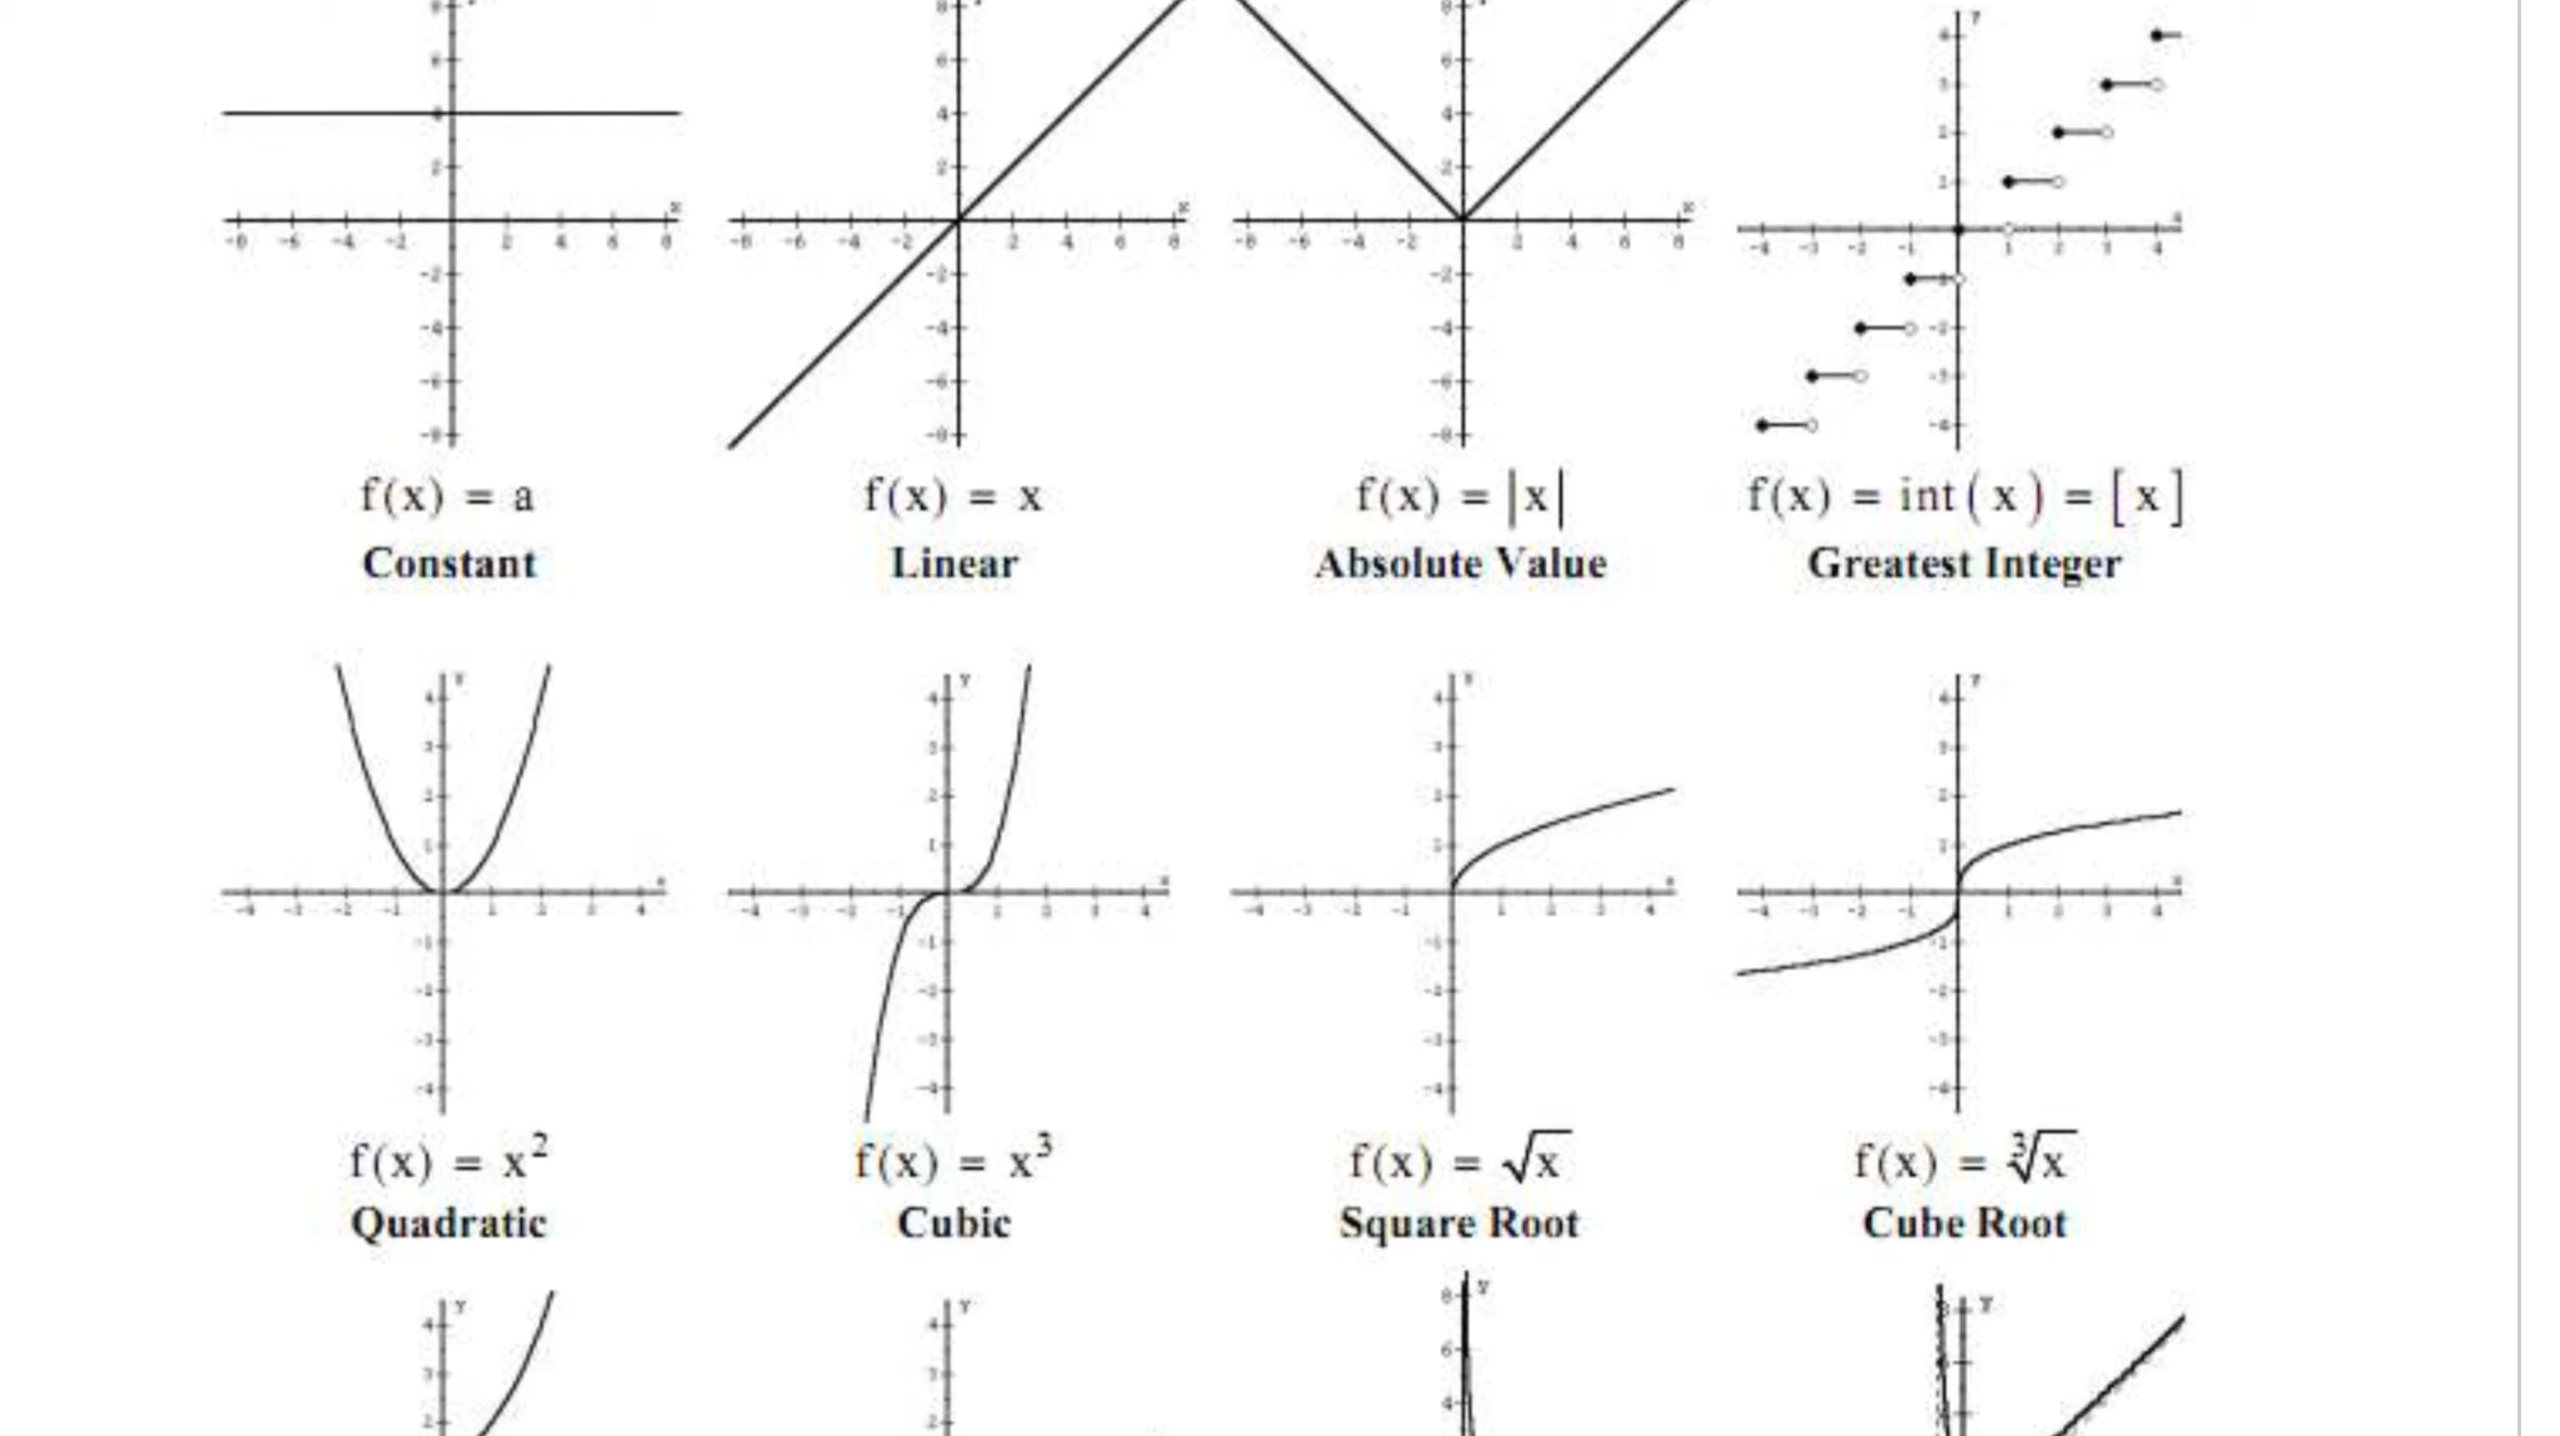 f(x) = a
f(x) = x
f(x) = |x|
f(x) = int( x ) = [ x ]
Constant
Linear
Absolute Value
Greatest Integer
f(x) = x²
f(x) = x³
f(x) = √x
f(x) = ∛x
Quadratic
Cubic
Square Root
Cube Root